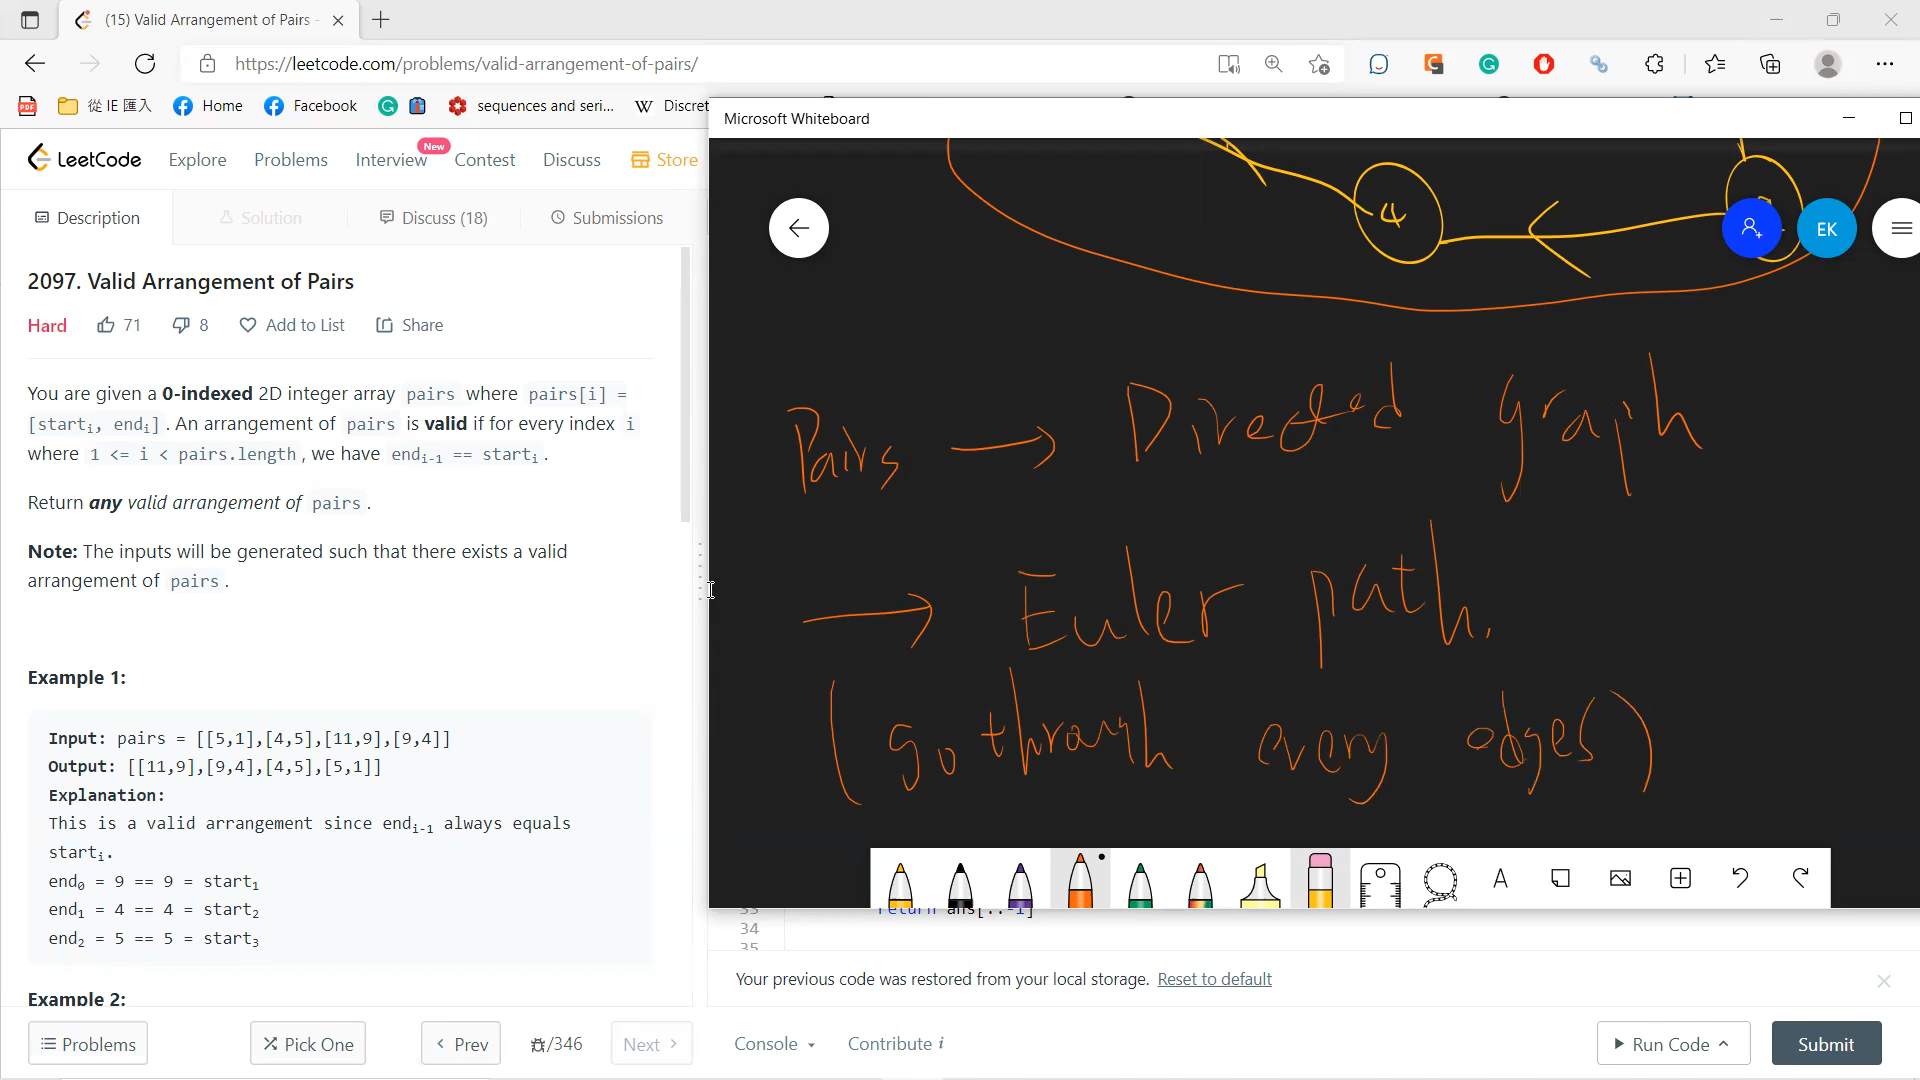 (15) Valid Arrangement of Pairs -
https://leetcode.com/problems/valid-arrangement-of-pairs/
PDF
從 IE 匯入
Home
Facebook
sequences and seri...
W
Discret
LeetCode
Explore
Problems
Interview
New
Contest
Discuss
Store
Description
Solution
Discuss (18)
Submissions
2097. Valid Arrangement of Pairs
Hard
71
8
Add to List
Share
You are given a 0-indexed 2D integer array pairs where pairs[i] =
[startᵢ, endᵢ]. An arrangement of pairs is valid if for every index i
where 1 <= i < pairs.length, we have endᵢ₋₁ == startᵢ.
Return any valid arrangement of pairs.
Note: The inputs will be generated such that there exists a valid
arrangement of pairs.
Example 1:
Input: pairs = [[5,1],[4,5],[11,9],[9,4]]
Output: [[11,9],[9,4],[4,5],[5,1]]
Explanation:
This is a valid arrangement since endᵢ₋₁ always equals
startᵢ.
end₀ = 9 == 9 = start₁
end₁ = 4 == 4 = start₂
end₂ = 5 == 5 = start₃
Example 2:
Problems
Pick One
Prev
/346
Next
Microsoft Whiteboard
4
EK
Pairs → Directed graph
→ Euler path.
(go through every edges)
A
33
return ans[::-1]
34
35
Your previous code was restored from your local storage. Reset to default
Console
Contribute i
Run Code
Submit